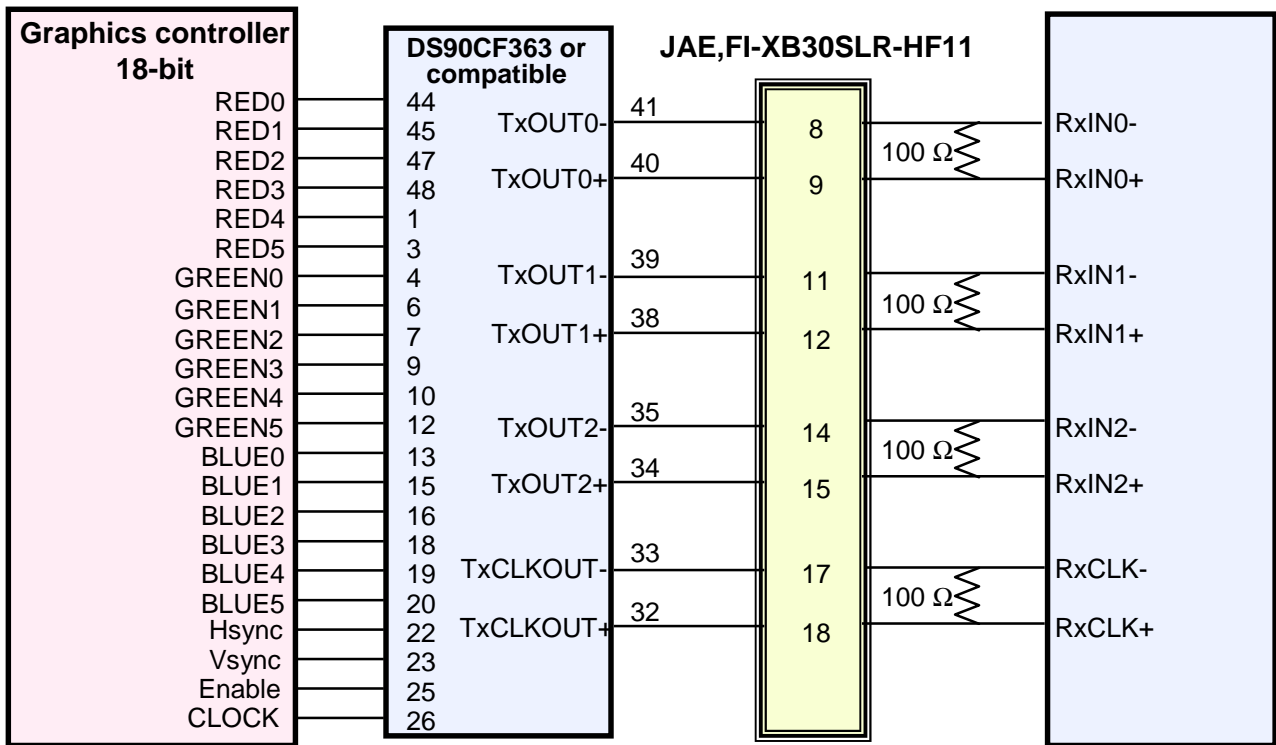 Graphics controller
18-bit
RED0
RED1
RED2
RED3
RED4
RED5
GREEN0
GREEN1
GREEN2
GREEN3
GREEN4
GREEN5
BLUE0
BLUE1
BLUE2
BLUE3
BLUE4
BLUE5
Hsync
Vsync
Enable
CLOCK
DS90CF363 or
compatible
44
45
47
48
1
3
4
6
7
9
10
12
13
15
16
18
19
20
22
23
25
26
TxOUT0-
TxOUT0+
TxOUT1-
TxOUT1+
TxOUT2-
TxOUT2+
TxCLKOUT-
TxCLKOUT+
41
40
39
38
35
34
33
32
JAE,FI-XB30SLR-HF11
8
9
11
12
14
15
17
18
100 Ω
100 Ω
100 Ω
100 Ω
RxIN0-
RxIN0+
RxIN1-
RxIN1+
RxIN2-
RxIN2+
RxCLK-
RxCLK+